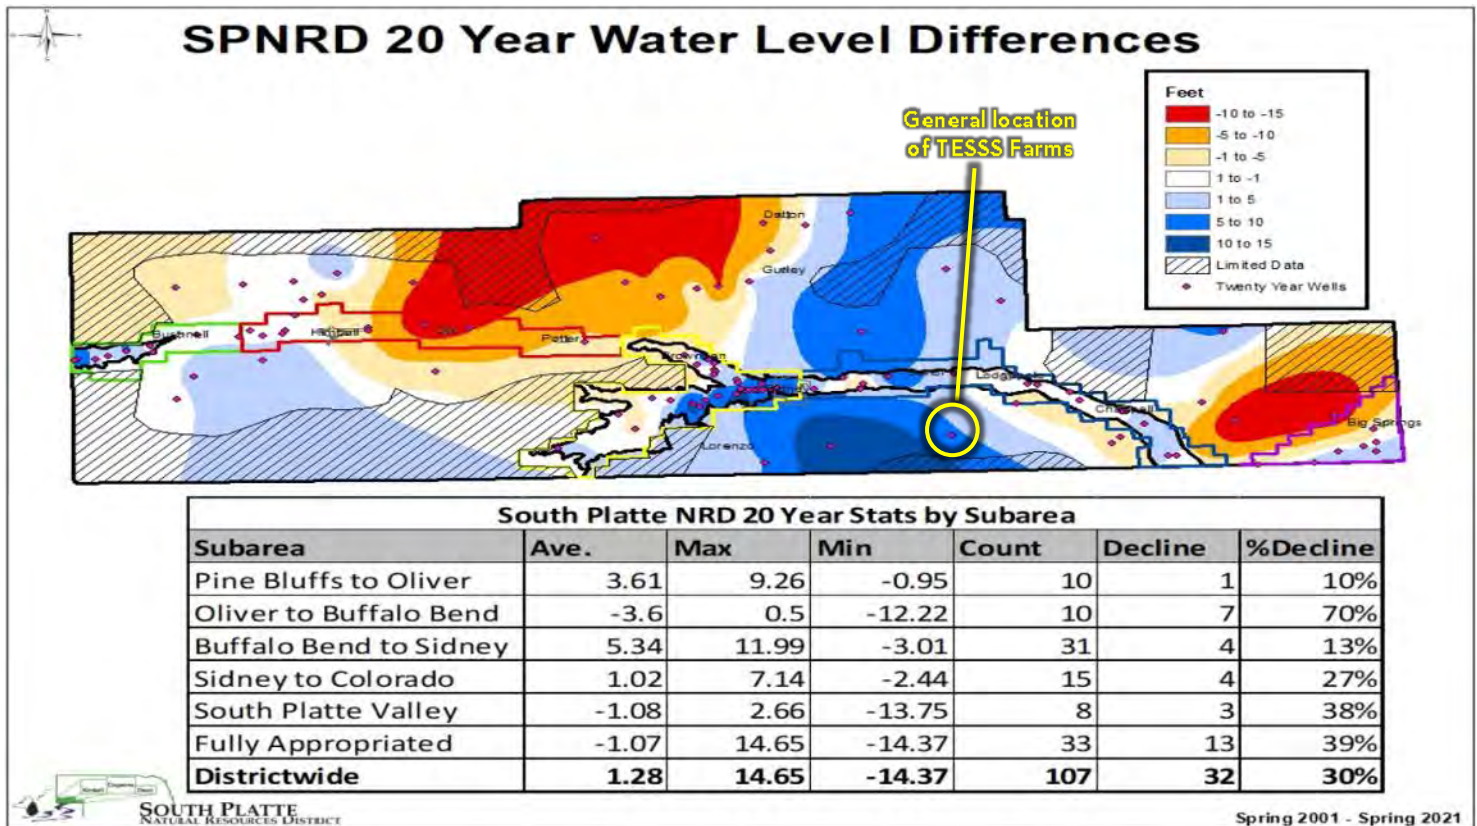 SPNRD 20 Year Water Level Differences
General location
of TESSS Farms
Feet
-10 to -15
-5 to -10
-1 to -5
1 to -1
1 to 5
5 to 10
10 to 15
Limited Data
Twenty Year Wells
Dalton
Gurley
Bushnell
Kimball
Potter
Brownson
Lodgepole
Chappell
Big Springs
Lorenzo
South Platte NRD 20 Year Stats by Subarea
Subarea Ave. Max Min Count Decline %Decline
Pine Bluffs to Oliver 3.61 9.26 -0.95 10 1 10%
Oliver to Buffalo Bend -3.6 0.5 -12.22 10 7 70%
Buffalo Bend to Sidney 5.34 11.99 -3.01 31 4 13%
Sidney to Colorado 1.02 7.14 -2.44 15 4 27%
South Platte Valley -1.08 2.66 -13.75 8 3 38%
Fully Appropriated -1.07 14.65 -14.37 33 13 39%
Districtwide 1.28 14.65 -14.37 107 32 30%
SOUTH PLATTE
NATURAL RESOURCES DISTRICT
Spring 2001 - Spring 2021